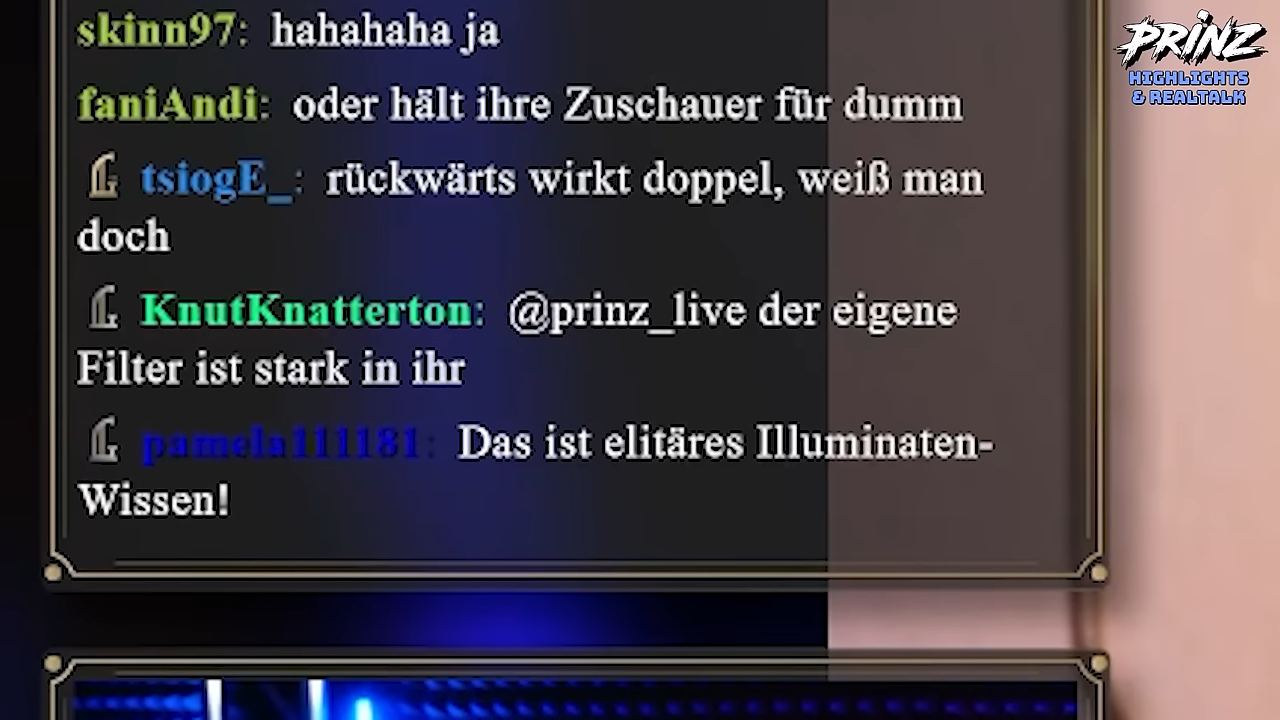 skinn97: hahahaha ja
faniAndi: oder hält ihre Zuschauer für dumm
tsiogE_: rückwärts wirkt doppel, weiß man
doch
KnutKnatterton: @prinz_live der eigene
Filter ist stark in ihr
pamela111181: Das ist elitäres Illuminaten-
Wissen!
PRINZ
HIGHLIGHTS
& REALTALK